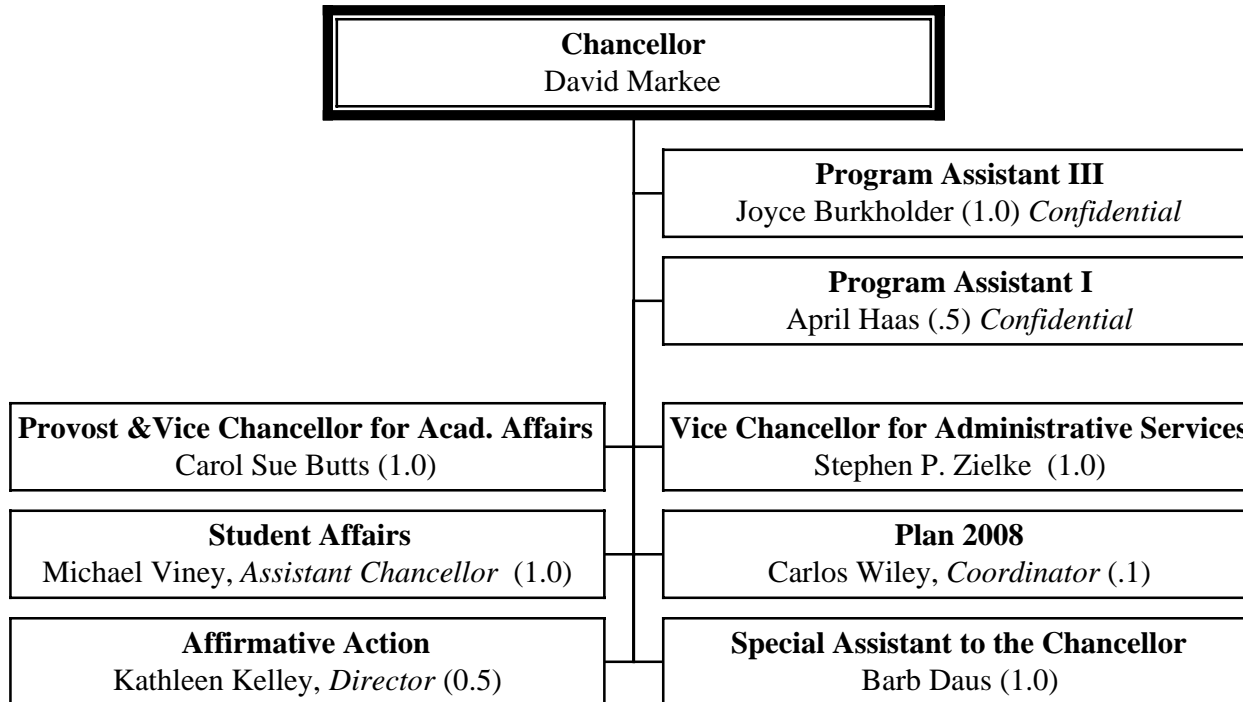 Chancellor
David Markee
Program Assistant III
Joyce Burkholder (1.0) Confidential
Program Assistant I
April Haas (.5) Confidential
Provost &Vice Chancellor for Acad. Affairs
Carol Sue Butts (1.0)
Vice Chancellor for Administrative Services
Stephen P. Zielke (1.0)
Student Affairs
Michael Viney, Assistant Chancellor (1.0)
Plan 2008
Carlos Wiley, Coordinator (.1)
Affirmative Action
Kathleen Kelley, Director (0.5)
Special Assistant to the Chancellor
Barb Daus (1.0)